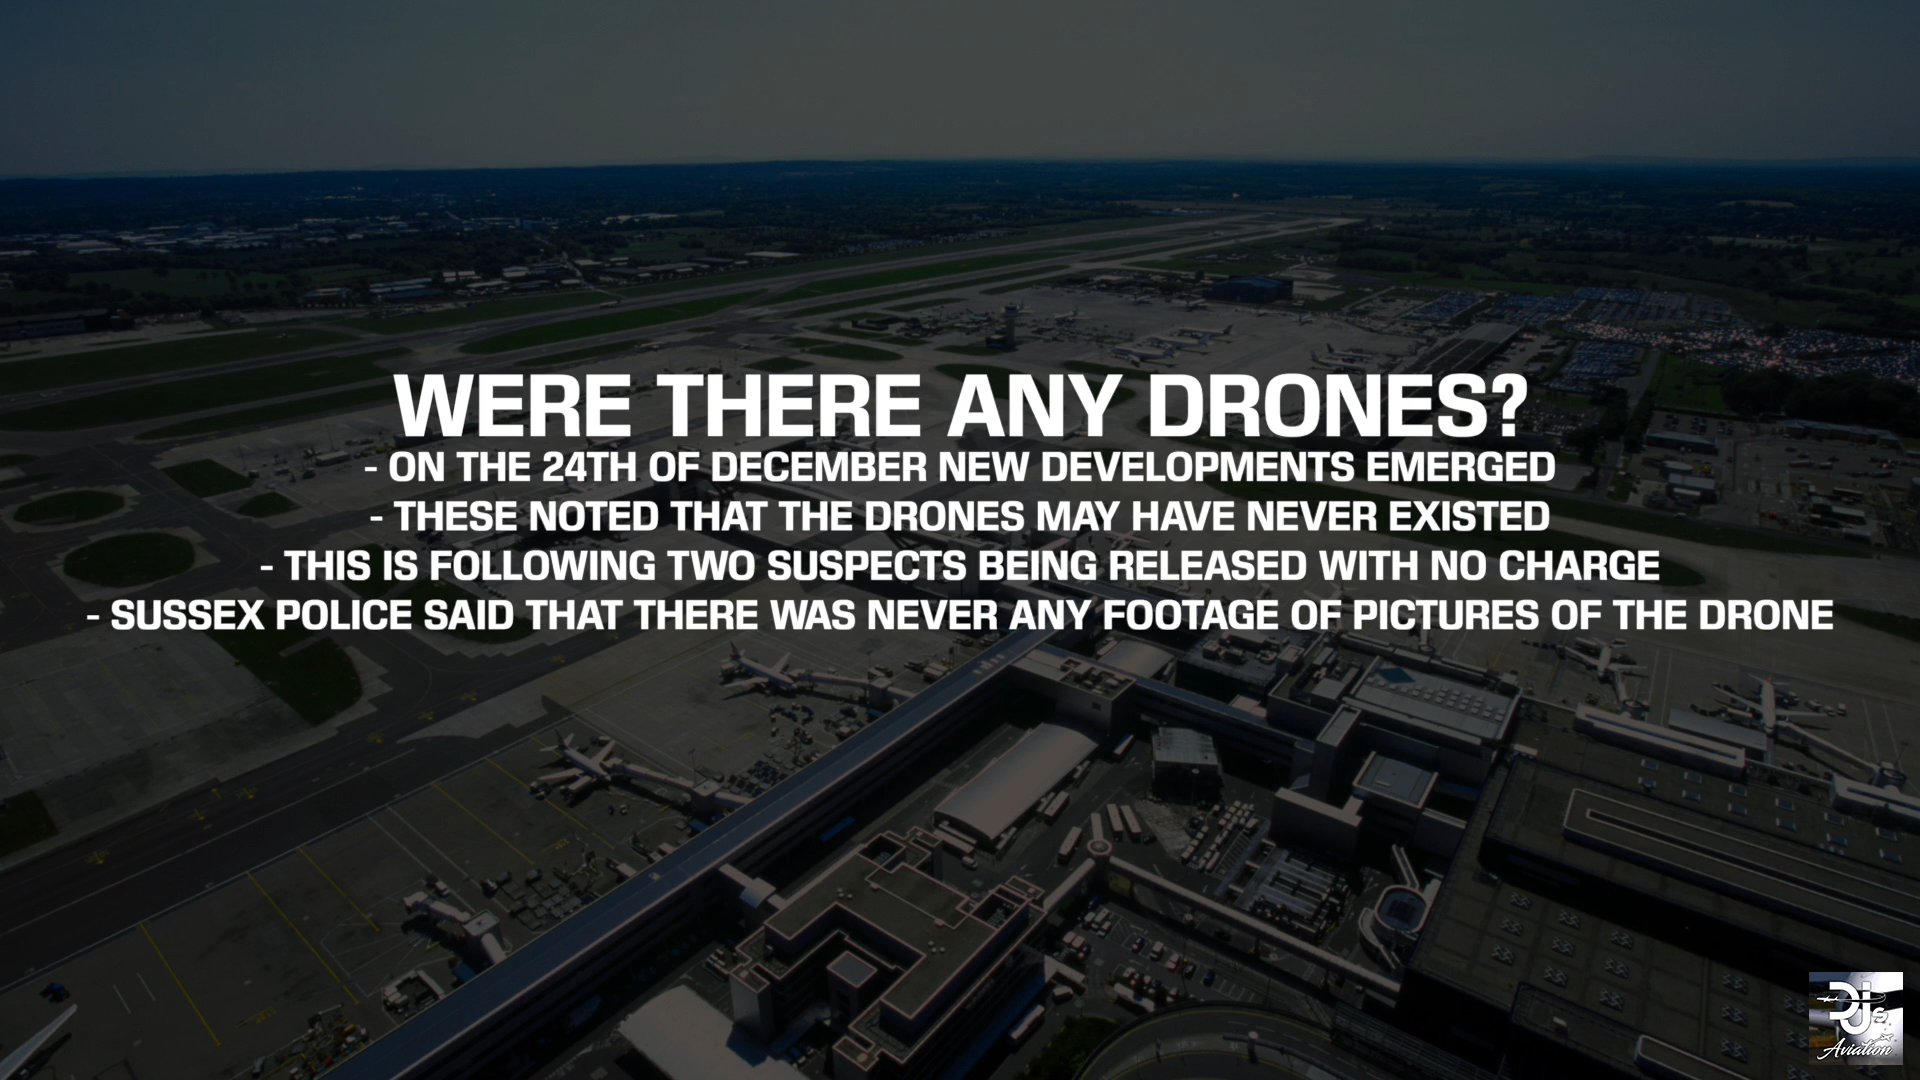 WERE THERE ANY DRONES?
- ON THE 24TH OF DECEMBER NEW DEVELOPMENTS EMERGED
- THESE NOTED THAT THE DRONES MAY HAVE NEVER EXISTED
- THIS IS FOLLOWING TWO SUSPECTS BEING RELEASED WITH NO CHARGE
- SUSSEX POLICE SAID THAT THERE WAS NEVER ANY FOOTAGE OF PICTURES OF THE DRONE
DJs
Aviation